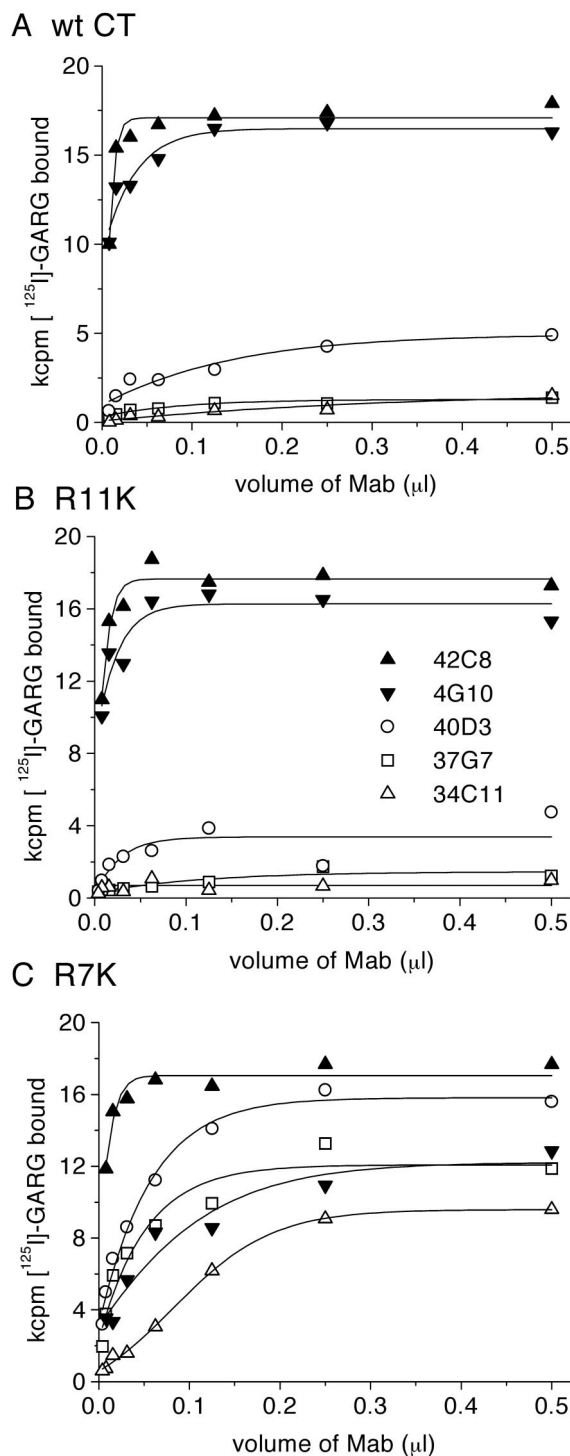 A wt CT
20
15
10
5
0
kcpm [ ¹²⁵I]-GARG bound
0.0 0.1 0.2 0.3 0.4 0.5
volume of Mab (μl)
B R11K
20
16
12
8
4
0
kcpm [ ¹²⁵I]-GARG bound
42C8
4G10
40D3
37G7
34C11
0.0 0.1 0.2 0.3 0.4 0.5
volume of Mab (μl)
C R7K
20
16
12
8
4
0
kcpm [¹²⁵I]-GARG bound
0.0 0.1 0.2 0.3 0.4 0.5
volume of Mab (μl)